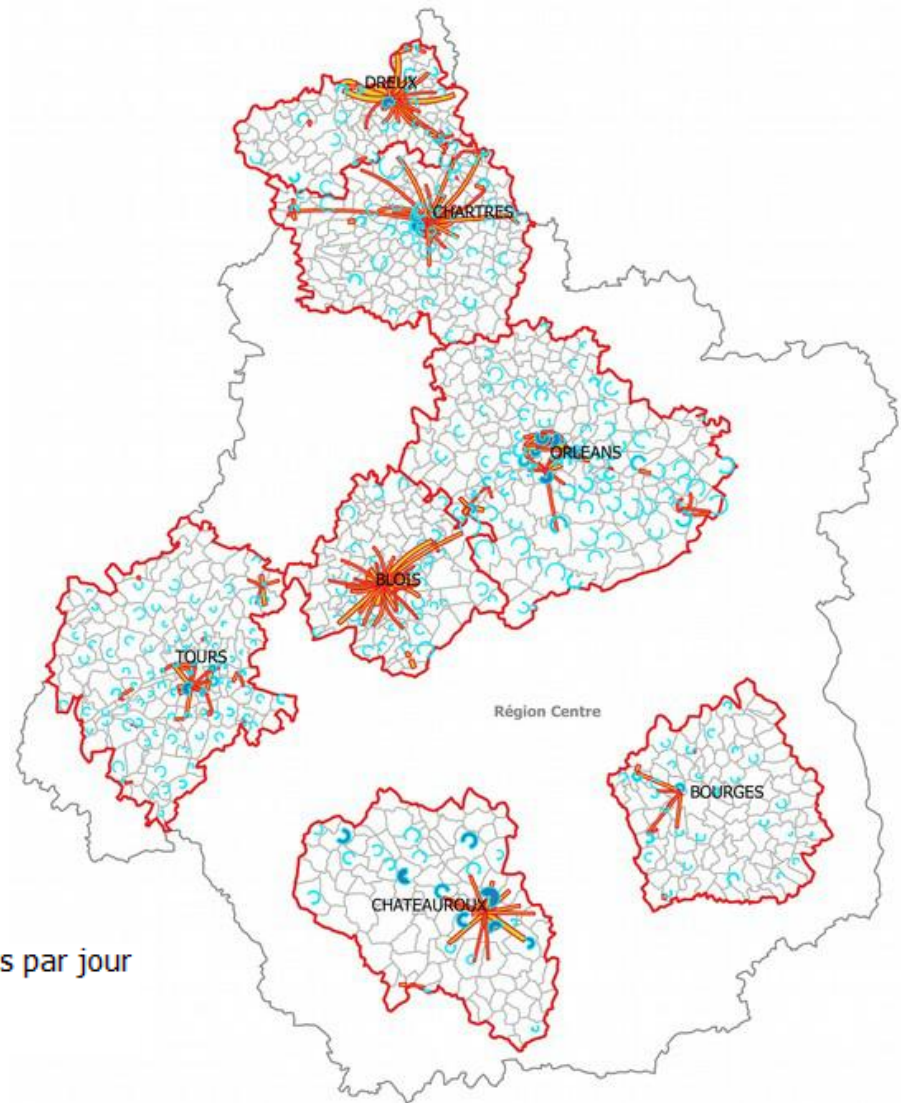 DREUX
CHARTRES
ORLEANS
BLOIS
TOURS
Région Centre
BOURGES
CHATEAUROUX
s par jour